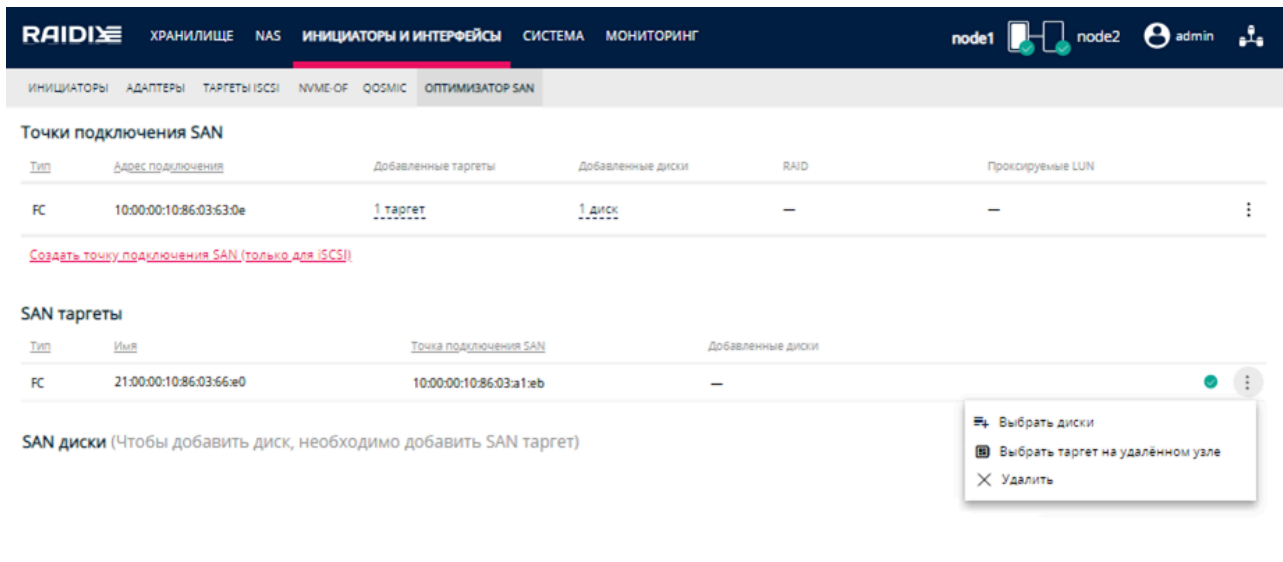 RAIDIX ХРАНИЛИЩЕ NAS ИНИЦИАТОРЫ И ИНТЕРФЕЙСЫ СИСТЕМА МОНИТОРИНГ node1 node2 admin
ИНИЦИАТОРЫ АДАПТЕРЫ ТАРГЕТЫ ISCSI NVME-OF QOSMIC ОПТИМИЗАТОР SAN
Точки подключения SAN
Тип Адрес подключения Добавленные таргеты Добавленные диски RAID Проксируемые LUN
FC 10:00:00:10:86:03:63:0e 1 таргет 1 диск — —
Создать точку подключения SAN (только для iSCSI)
SAN таргеты
Тип Имя Точка подключения SAN Добавленные диски
FC 21:00:00:10:86:03:66:e0 10:00:00:10:86:03:a1:eb —
Выбрать диски
SAN диски (Чтобы добавить диск, необходимо добавить SAN таргет)
Выбрать таргет на удалённом узле
Удалить